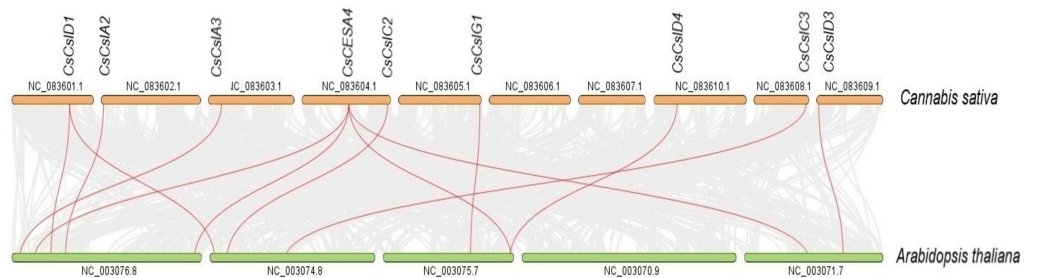 CsCslD1 CsCslA2 CsCslA3 CsCESA4 CsCslC2 CsCslG1 CsCslD4 CsCslC3 CsCslD3
NC_083601.1 NC_083602.1 IC_083603.1 NC_083604.1 NC_083605.1 NC_083606.1 NC_083607.1 NC_083610.1 NC_083608.1 NC_083609.1
Cannabis sativa
Arabidopsis thaliana
NC_003076.8 NC_003074.8 NC_003075.7 NC_003070.9 NC_003071.7